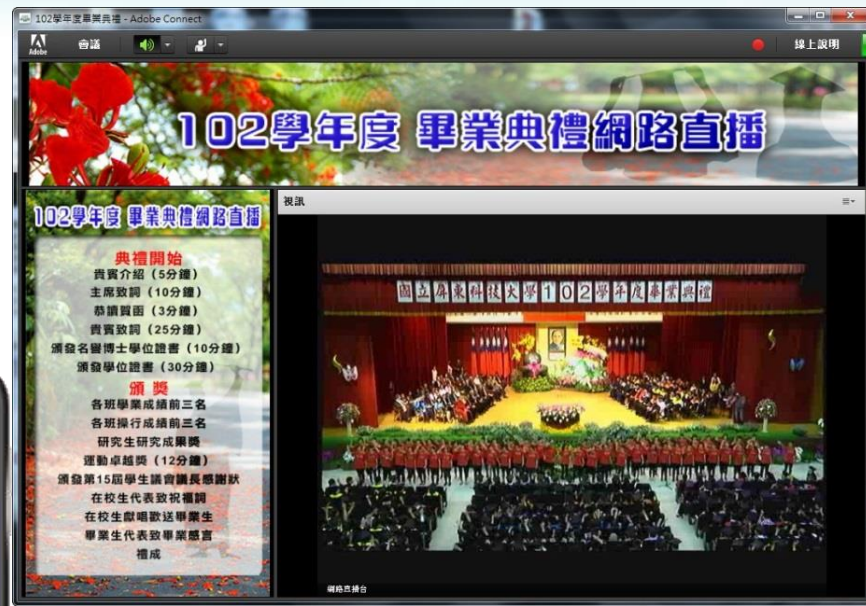 102學年度畢業典禮 - Adobe Connect
Adobe
會議
線上說明
102學年度 畢業典禮網路直播
102學年度 畢業典禮網路直播
典禮開始
貴賓介紹（5分鐘）
主席致詞（10分鐘）
恭讀賀函（3分鐘）
貴賓致詞（25分鐘）
頒發名譽博士學位證書（10分鐘）
頒發學位證書（30分鐘）
頒 獎
各班學業成績前三名
各班操行成績前三名
研究生研究成果獎
運動卓越獎（12分鐘）
頒發第15屆學生議會議長感謝狀
在校生代表致祝福詞
在校生獻唱歡送畢業生
畢業生代表致畢業感言
禮成
視訊
國立屏東科技大學102學年度畢業典禮
網路直播台